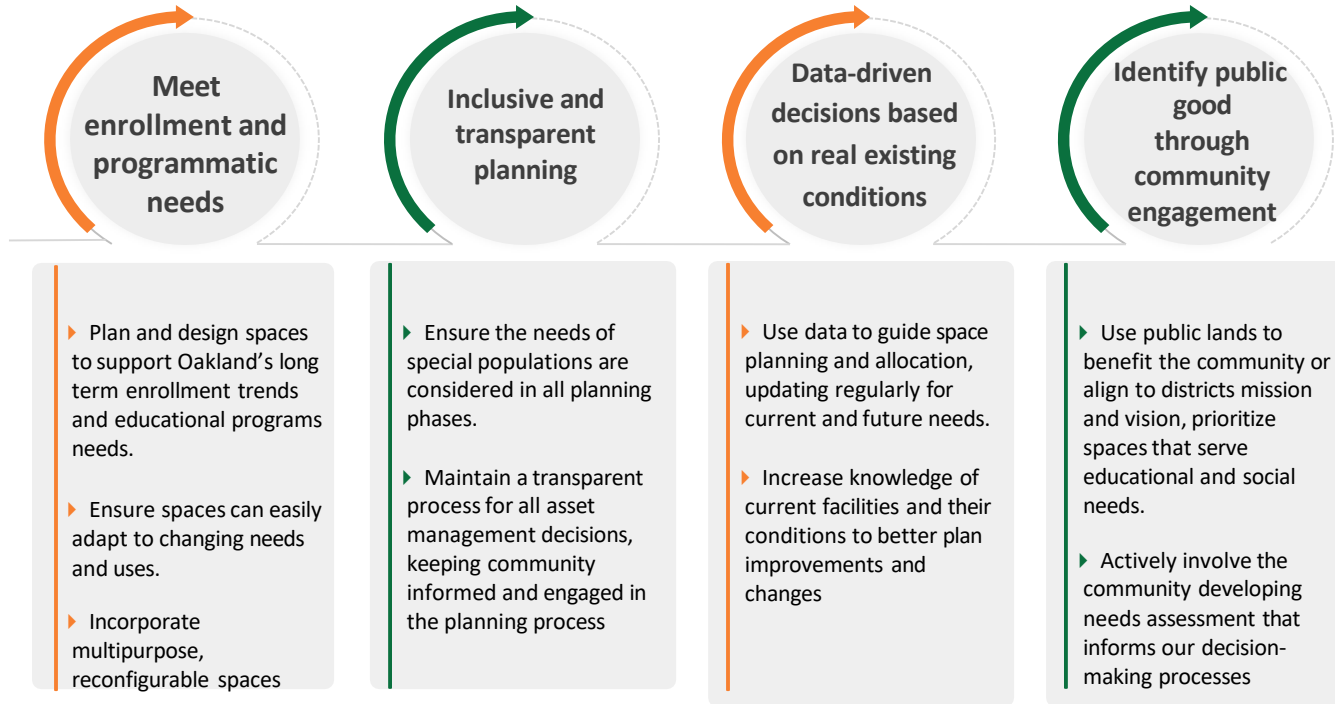 Meet
enrollment and
programmatic
needs
Inclusive and
transparent
planning
Data-driven
decisions based
on real existing
conditions
Identify public
good
through
community
engagement
Plan and design spaces
to support Oakland's long
term enrollment trends
and educational programs
needs.
Ensure spaces can easily
adapt to changing needs
and uses.
Incorporate
multipurpose,
reconfigurable spaces
Ensure the needs of
special populations are
considered in all planning
phases.
Maintain a transparent
process for all asset
management decisions,
keeping community
informed and engaged in
the planning process
Use data to guide space
planning and allocation,
updating regularly for
current and future needs.
Increase knowledge of
current facilities and their
conditions to better plan
improvements and
changes
Use public lands to
benefit the community or
align to districts mission
and vision, prioritize
spaces that serve
educational and social
needs.
Actively involve the
community developing
needs assessment that
informs our decision-
making processes